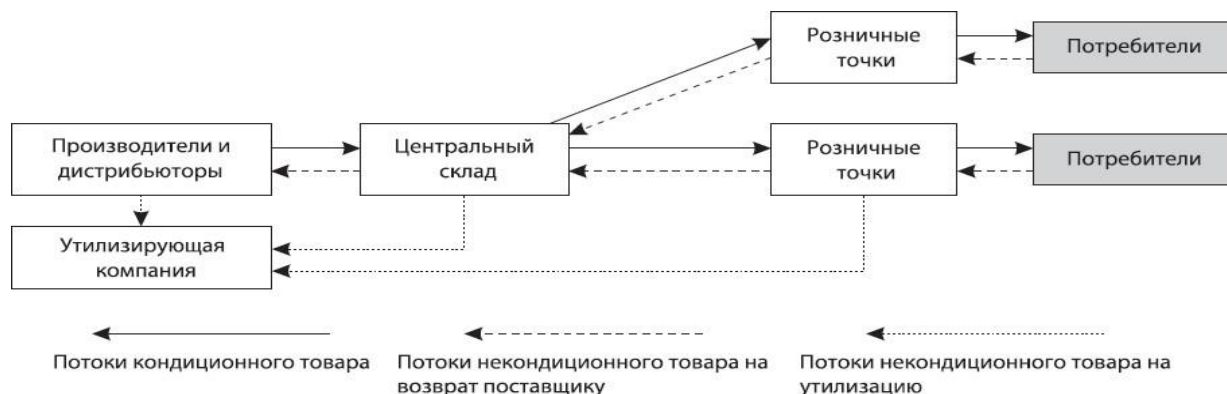 Розничные
точки
Потребители
Производители и
дистрибьюторы
Центральный
склад
Розничные
точки
Потребители
Утилизирующая
компания
Потоки кондиционного товара
Потоки некондиционного товара на
возврат поставщику
Потоки некондиционного товара на
утилизацию